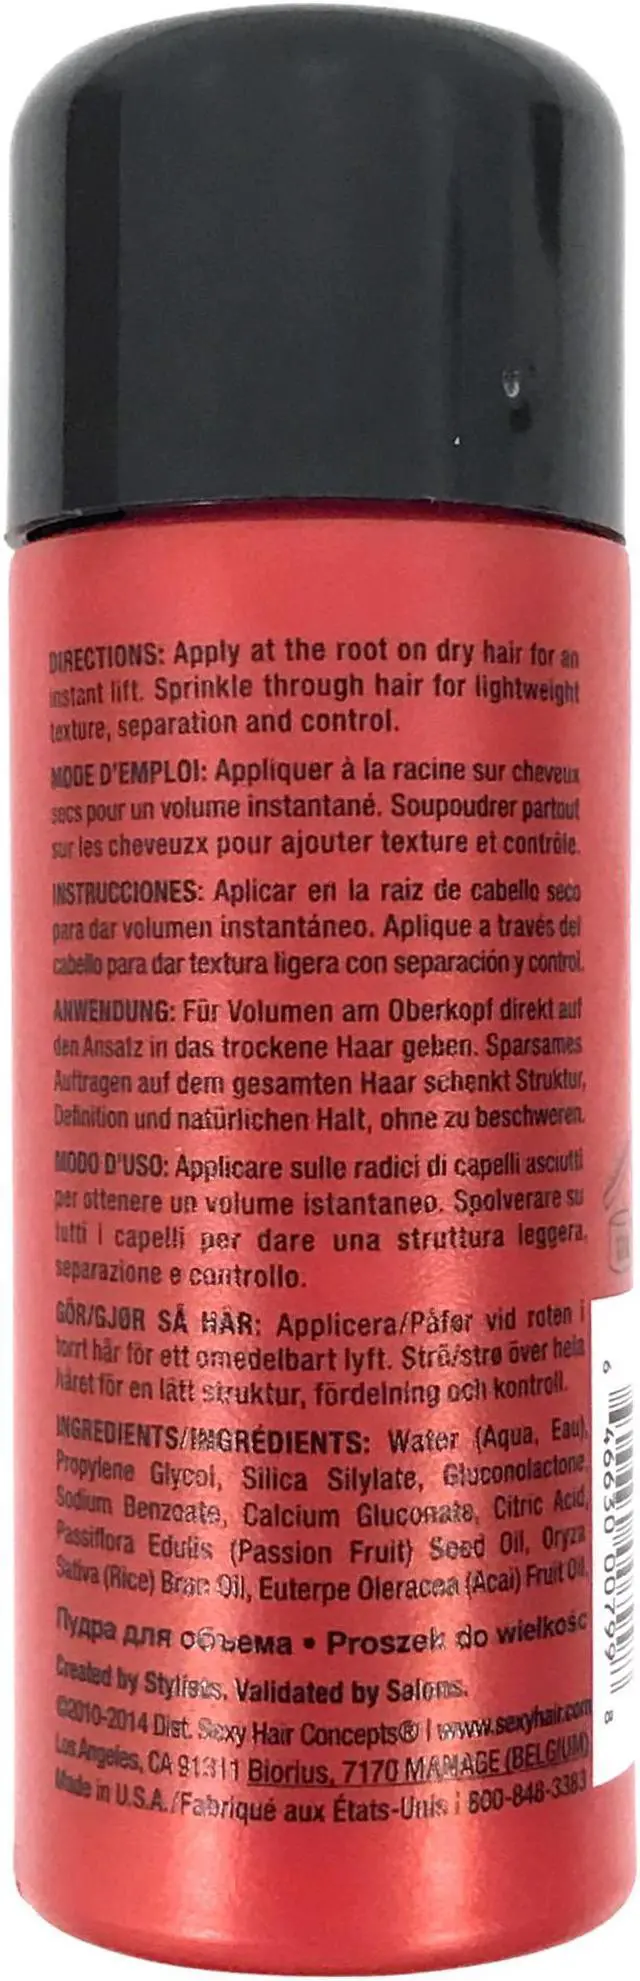 DIRECTIONS: Apply at the root on dry hair for an
instant lift. Sprinkle through hair for lightweight
texture, separation and control.
MODE D'EMPLOI: Appliquer à la racine sur cheveux
secs pour un volume instantané. Soupoudrer partout
sur les cheveuzx pour ajouter texture et contrôle.
INSTRUCCIONES: Aplicar en la raiz de cabello seco
para dar volumen instantáneo. Aplique a través del
cabello para dar textura ligera con separación y control.
ANWENDUNG: Für Volumen am Oberkopf direkt auf
den Ansatz in das trockene Haar geben. Sparsames
Auftragen auf dem gesamten Haar schenkt Struktur,
Definition und natürlichen Halt, ohne zu beschweren.
MODO D'USO: Applicare sulle radici di capelli asciutti
per ottenere un volume istantaneo. Spolverare su
tutti i capelli per dare una struttura leggera,
separazione e controllo.
GÖR/GJØR SÅ HÄR: Applicera/Påfør vid roten i
torrt hår för ett omedelbart lyft. Strö/strø över hela
håret för en lätt struktur, fördelning och kontroll.
INGREDIENTS/INGRÉDIENTS: Water (Aqua, Eau),
Propylene Glycol, Silica Silylate, Gluconolactone,
Sodium Benzoate, Calcium Gluconate, Citric Acid,
Passiflora Edulis (Passion Fruit) Seed Oil, Oryza
Sativa (Rice) Bran Oil, Euterpe Oleracea (Acai) Fruit Oil.
Пудра для объема • Proszek do wielkośc
Created by Stylists. Validated by Salons.
©2010-2014 Dist. Sexy Hair Concepts® | www.sexyhair.com
Los Angeles, CA 91311 Biorius, 7170 MANAGE (BELGIUM)
Made in U.S.A./Fabriqué aux États-Unis | 800-848-3383
6 46630 00799 8